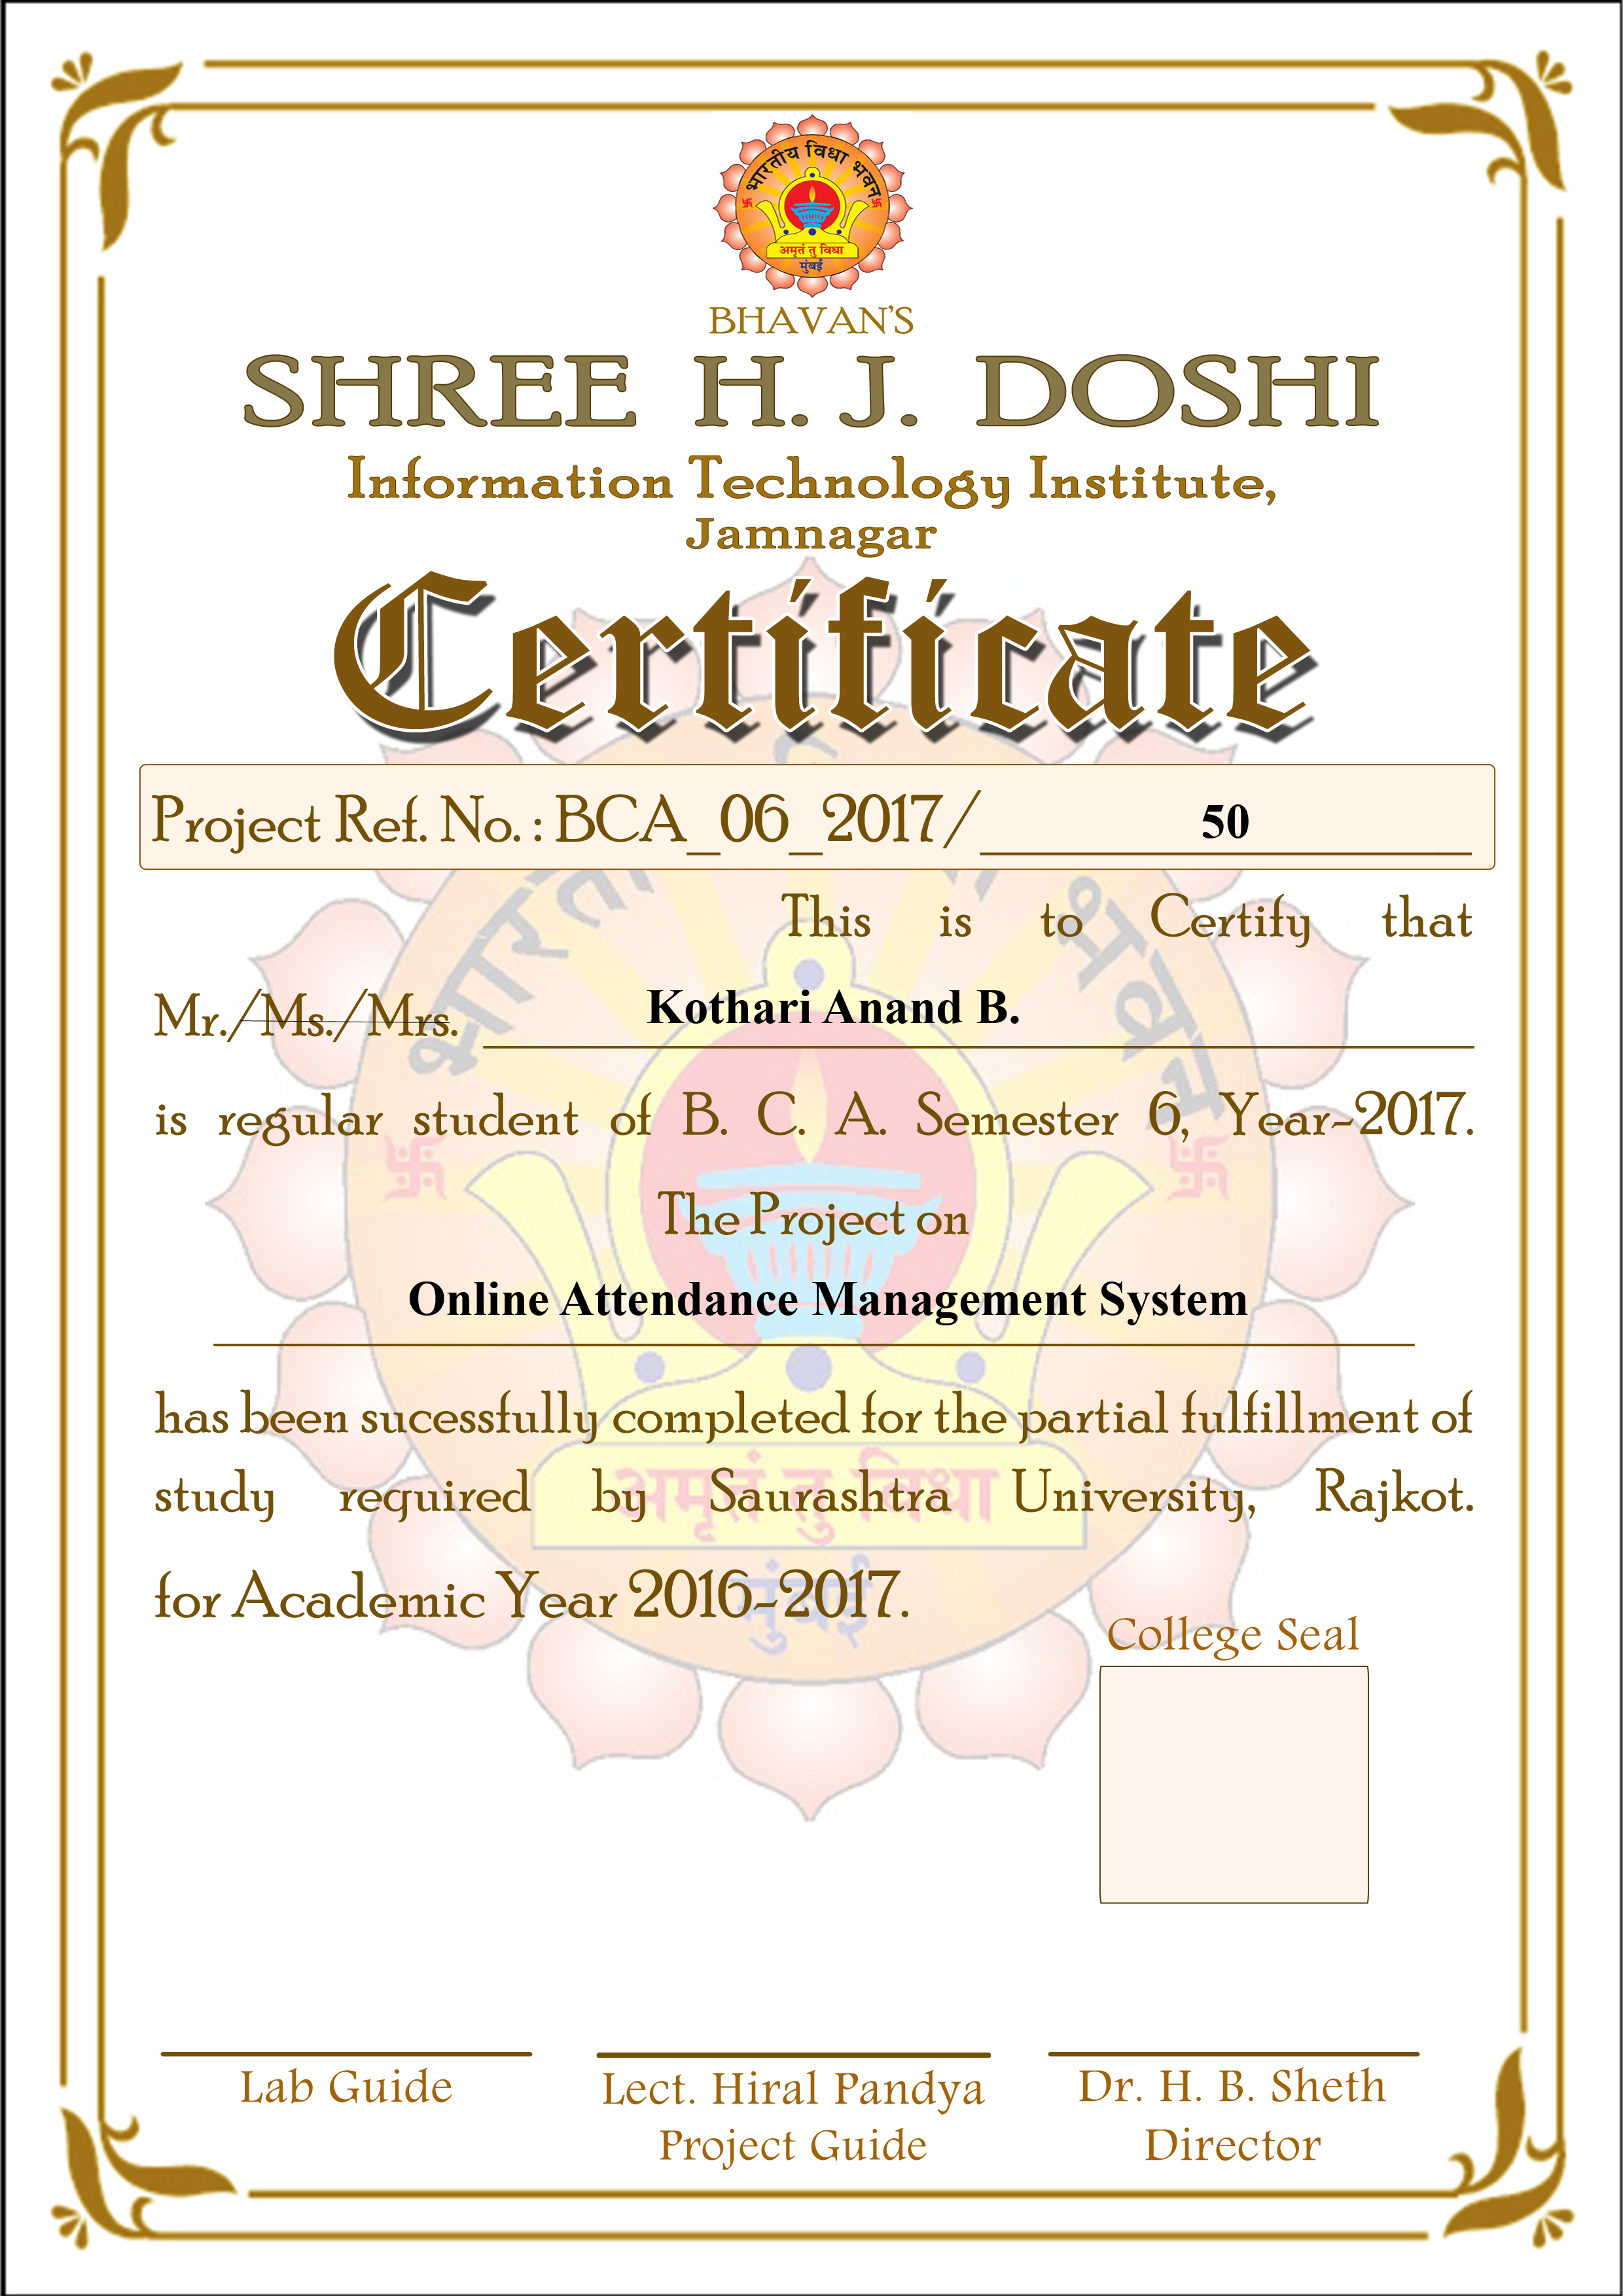 भारतीय विधा भवन
अमृतं तु विधा
मुंबई
BHAVAN'S
SHREE H. J. DOSHI
Information Technology Institute,
Jamnagar
Certificate
Project Ref. No. : BCA_06_2017/ 50
This is to Certify that
Mr./Ms./Mrs. Kothari Anand B.
is regular student of B. C. A. Semester 6, Year-2017.
The Project on
Online Attendance Management System
has been sucessfully completed for the partial fulfillment of
study required by Saurashtra University, Rajkot.
for Academic Year 2016-2017.
College Seal
Lab Guide
Lect. Hiral Pandya
Project Guide
Dr. H. B. Sheth
Director